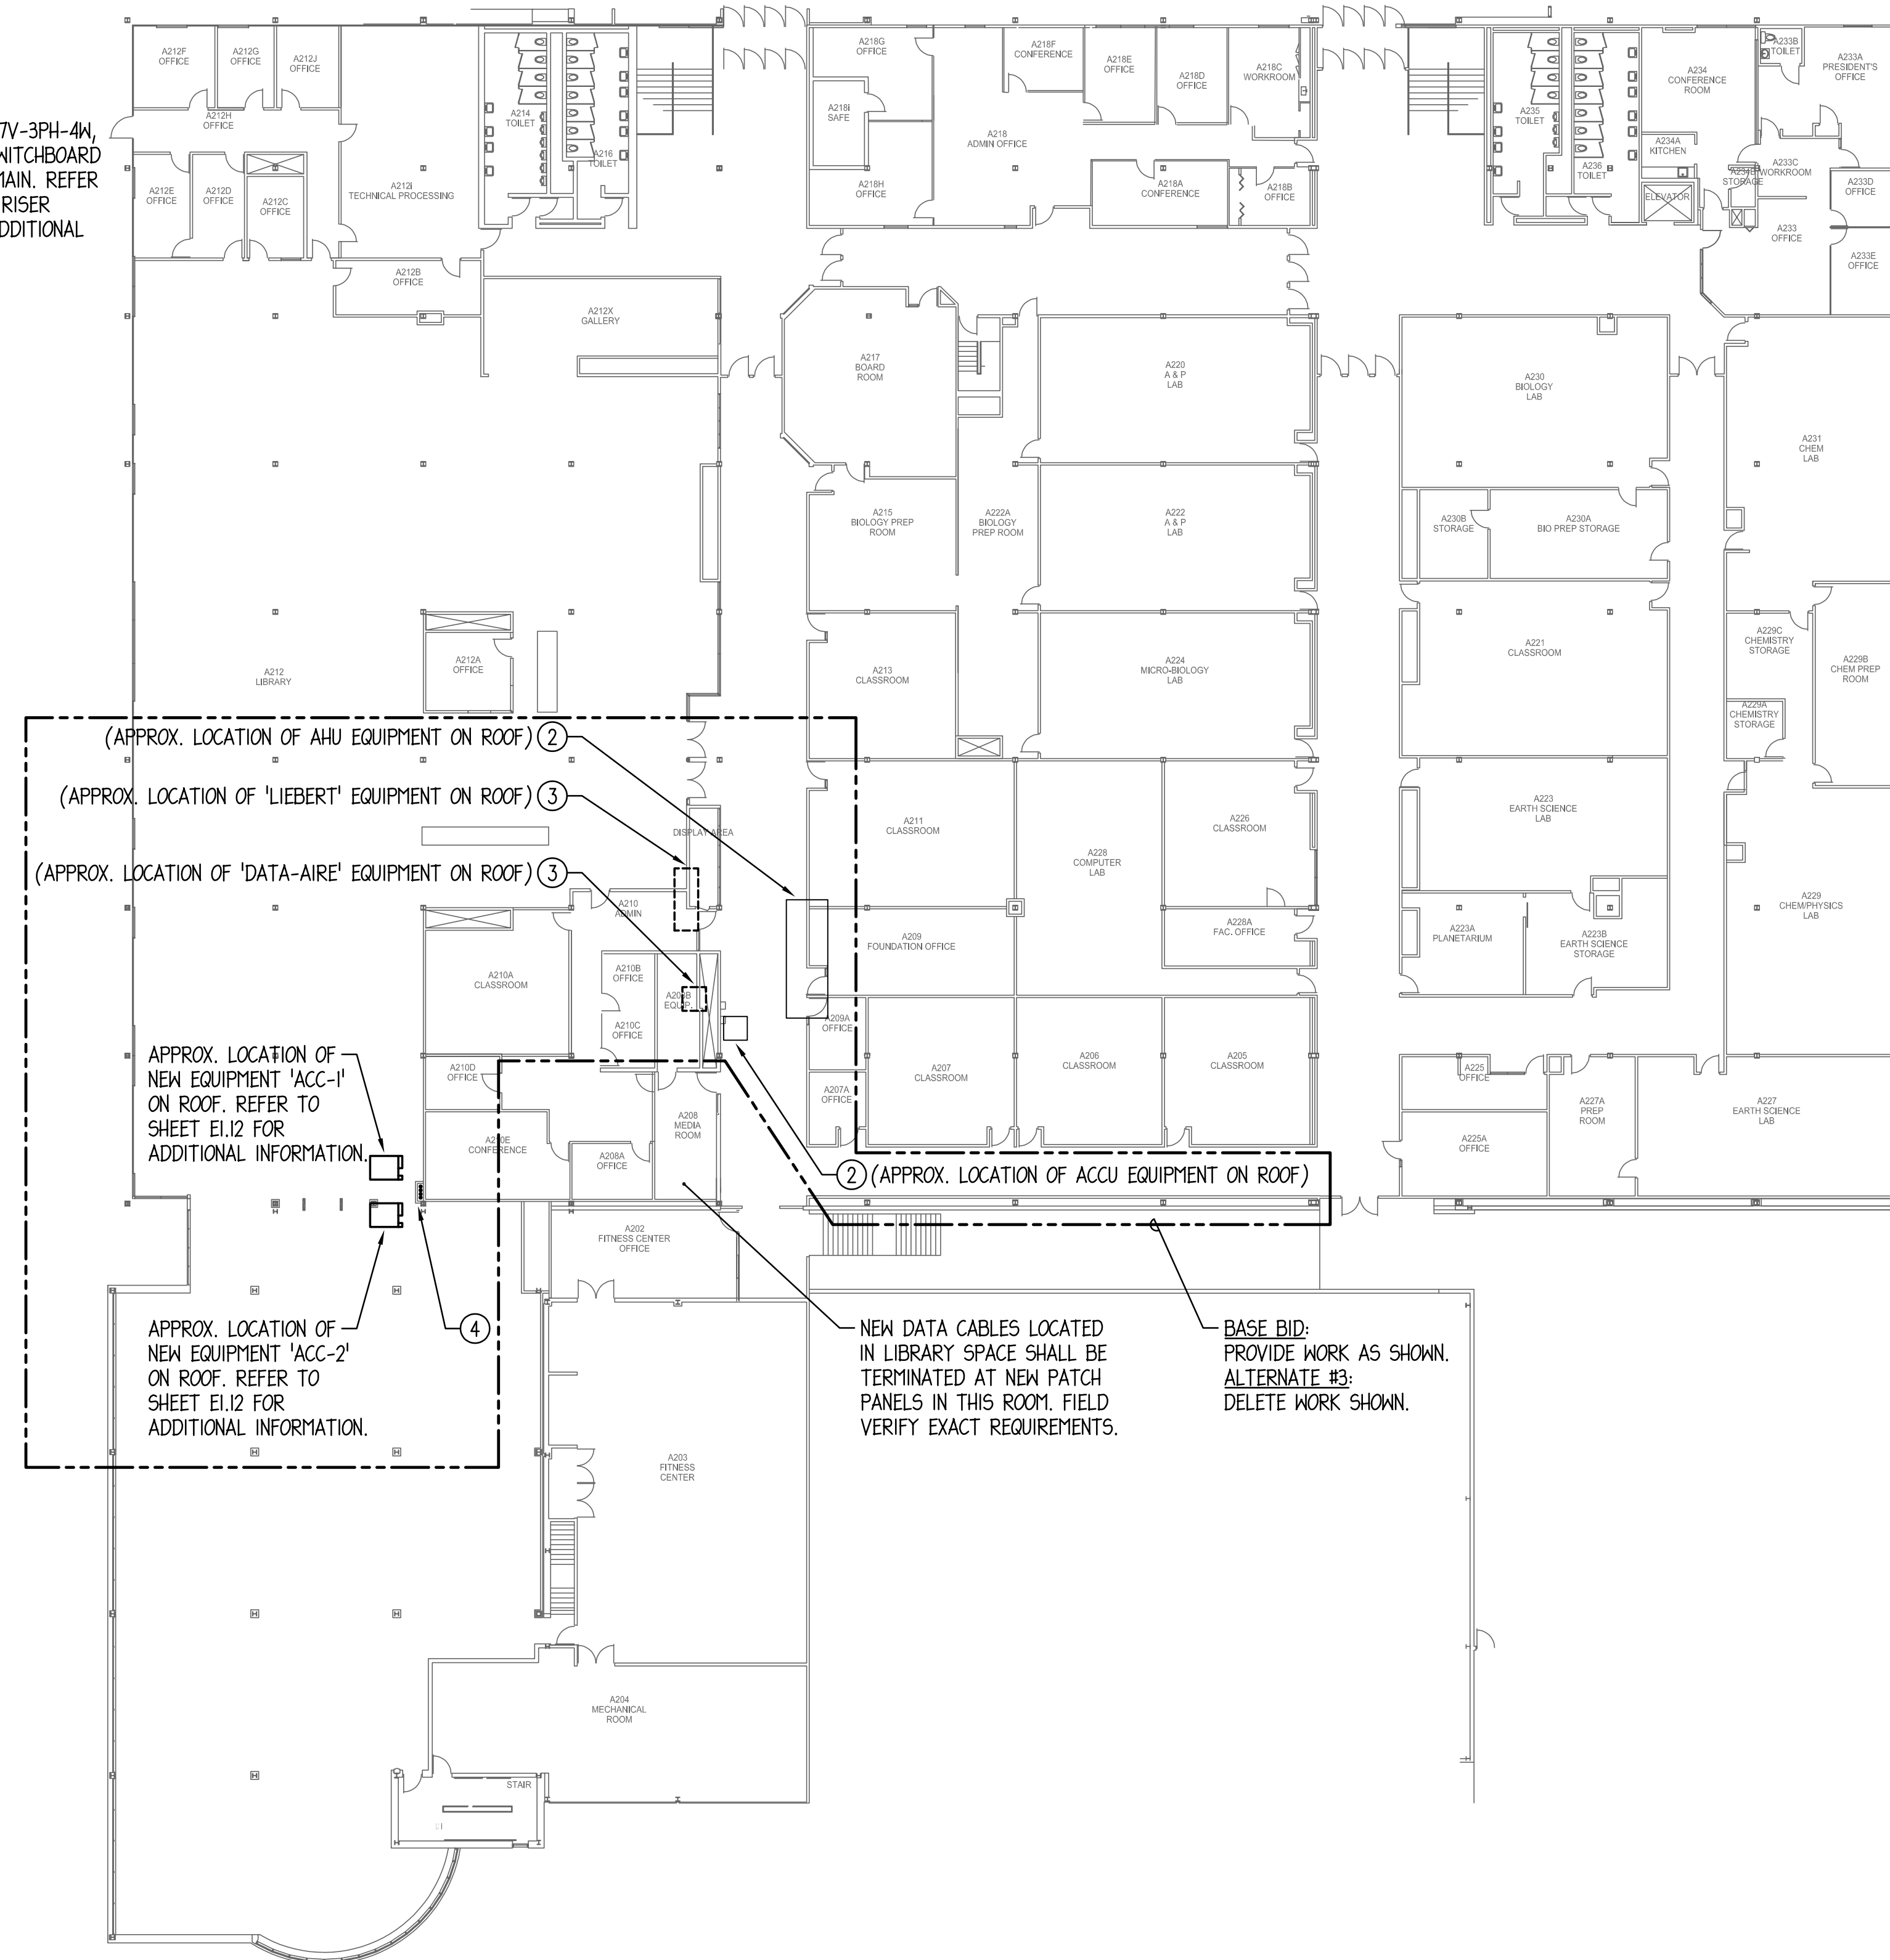 7V-3PH-4W,
WITCHBOARD
MAIN. REFER
RISER
DDITIONAL
A212F
OFFICE
A212G
OFFICE
A212J
OFFICE
A212H
OFFICE
A212E
OFFICE
A212D
OFFICE
A212C
OFFICE
A212i
TECHNICAL PROCESSING
A212B
OFFICE
A214
TOILET
A216
TOILET
A212X
GALLERY
A218G
OFFICE
A218i
SAFE
A218H
OFFICE
A218
ADMIN OFFICE
A218F
CONFERENCE
A218E
OFFICE
A218D
OFFICE
A218C
WORKROOM
A218A
CONFERENCE
A218B
OFFICE
A235
TOILET
A236
TOILET
A234
CONFERENCE
ROOM
A234A
KITCHEN
ELEVATOR
A234B
STORAGE
A233B
TOILET
A233A
PRESIDENT'S
OFFICE
A233C
WORKROOM
A233D
OFFICE
A233
OFFICE
A233E
OFFICE
A217
BOARD
ROOM
A220
A & P
LAB
A230
BIOLOGY
LAB
A231
CHEM
LAB
A215
BIOLOGY PREP
ROOM
A222A
BIOLOGY
PREP ROOM
A222
A & P
LAB
A230B
STORAGE
A230A
BIO PREP STORAGE
A212
LIBRARY
A212A
OFFICE
A213
CLASSROOM
A224
MICRO-BIOLOGY
LAB
A221
CLASSROOM
A229C
CHEMISTRY
STORAGE
A229B
CHEM PREP
ROOM
A229A
CHEMISTRY
STORAGE
(APPROX. LOCATION OF AHU EQUIPMENT ON ROOF) 2
(APPROX. LOCATION OF 'LIEBERT' EQUIPMENT ON ROOF) 3
DISPLAY AREA
(APPROX. LOCATION OF 'DATA-AIRE' EQUIPMENT ON ROOF) 3
A211
CLASSROOM
A228
COMPUTER
LAB
A226
CLASSROOM
A223
EARTH SCIENCE
LAB
A229
CHEM/PHYSICS
LAB
A210
ADMIN
A209
FOUNDATION OFFICE
A228A
FAC. OFFICE
A223A
PLANETARIUM
A223B
EARTH SCIENCE
STORAGE
A210A
CLASSROOM
A210B
OFFICE
EQUIP.
A210C
OFFICE
A209A
OFFICE
A210D
OFFICE
A207A
OFFICE
A207
CLASSROOM
A206
CLASSROOM
A205
CLASSROOM
A225
OFFICE
A225A
OFFICE
A227A
PREP
ROOM
A227
EARTH SCIENCE
LAB
A210E
CONFERENCE
A208A
OFFICE
A208
MEDIA
ROOM
APPROX. LOCATION OF
NEW EQUIPMENT 'ACC-1'
ON ROOF. REFER TO
SHEET E1.12 FOR
ADDITIONAL INFORMATION.
2 (APPROX. LOCATION OF ACCU EQUIPMENT ON ROOF)
A202
FITNESS CENTER
OFFICE
APPROX. LOCATION OF
NEW EQUIPMENT 'ACC-2'
ON ROOF. REFER TO
SHEET E1.12 FOR
ADDITIONAL INFORMATION.
4
NEW DATA CABLES LOCATED
IN LIBRARY SPACE SHALL BE
TERMINATED AT NEW PATCH
PANELS IN THIS ROOM. FIELD
VERIFY EXACT REQUIREMENTS.
BASE BID:
PROVIDE WORK AS SHOWN.
ALTERNATE #3:
DELETE WORK SHOWN.
A203
FITNESS
CENTER
A204
MECHANICAL
ROOM
STAIR